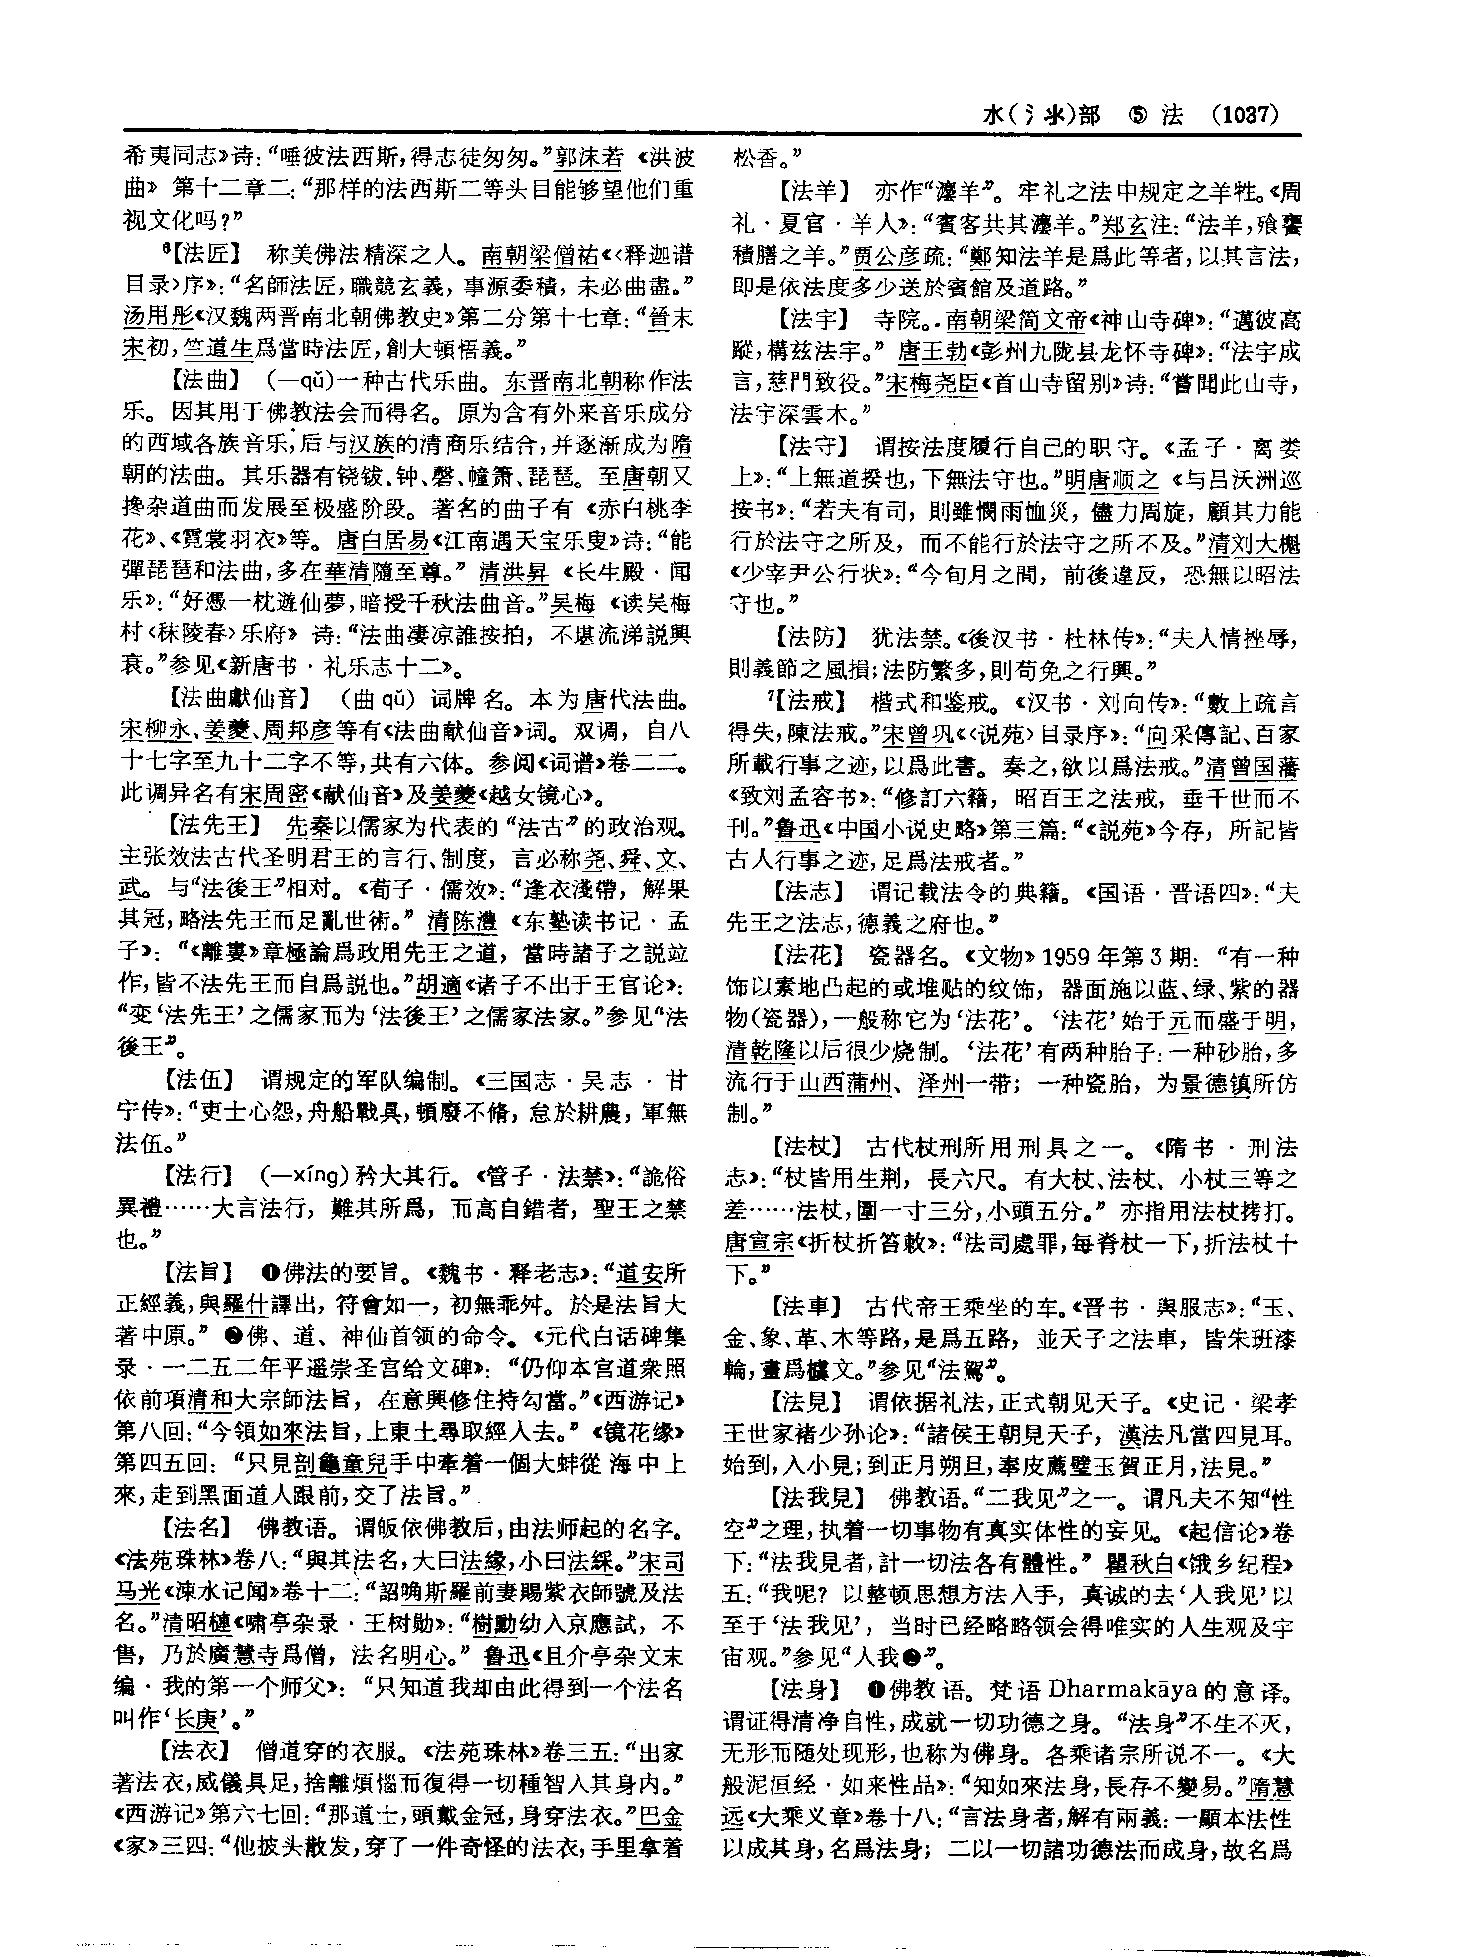 水(氵氺)部　⑤　法　(1037)
希夷同志》诗：“唾彼法西斯，得志徒匆匆。”郭沫若《洪波
曲》第十二章二：“那样的法西斯二等头目能够望他们重
视文化吗？”
⁶【法匠】　称美佛法精深之人。南朝梁僧祐《〈释迦谱
目录〉序》：“名師法匠，職競玄義，事源委積，未必曲盡。”
汤用彤《汉魏两晋南北朝佛教史》第二分第十七章：“晉末
宋初，竺道生爲當時法匠，創大頓悟義。”
【法曲】　（—qǔ）一种古代乐曲。东晋南北朝称作法
乐。因其用于佛教法会而得名。原为含有外来音乐成分
的西域各族音乐，后与汉族的清商乐结合，并逐渐成为隋
朝的法曲。其乐器有铙钹、钟、磬、幢箫、琵琶。至唐朝又
搀杂道曲而发展至极盛阶段。著名的曲子有《赤白桃李
花》、《霓裳羽衣》等。唐白居易《江南遇天宝乐叟》诗：“能
彈琵琶和法曲，多在華清隨至尊。”清洪昇《长生殿·闻
乐》：“好憑一枕遊仙夢，暗授千秋法曲音。”吴梅《读吴梅
村〈秣陵春〉乐府》诗：“法曲凄凉誰按拍，不堪流涕説興
衰。”参见《新唐书·礼乐志十二》。
【法曲獻仙音】　（曲 qǔ）词牌名。本为唐代法曲。
宋柳永、姜夔、周邦彦等有《法曲献仙音》词。双调，自八
十七字至九十二字不等，共有六体。参阅《词谱》卷二二。
此调异名有宋周密《献仙音》及姜夔《越女镜心》。
【法先王】　先秦以儒家为代表的“法古”的政治观。
主张效法古代圣明君王的言行、制度，言必称尧、舜、文、
武。与“法後王”相对。《荀子·儒效》：“逢衣淺帶，解果
其冠，略法先王而足亂世術。”清陈澧《东塾读书记·孟
子》：“《離婁》章極論爲政用先王之道，當時諸子之説竝
作，皆不法先王而自爲説也。”胡適《诸子不出于王官论》：
“变‘法先王’之儒家而为‘法後王’之儒家法家。”参见“法
後王”。
【法伍】　谓规定的军队编制。《三国志·吴志·甘
宁传》：“吏士心怨，舟船戰具，頓廢不脩，怠於耕農，軍無
法伍。”
【法行】　（—xíng）矜大其行。《管子·法禁》：“詭俗
異禮……大言法行，難其所爲，而高自錯者，聖王之禁
也。”
【法旨】　❶佛法的要旨。《魏书·释老志》：“道安所
正經義，與羅什譯出，符會如一，初無乖舛。於是法旨大
著中原。”❷佛、道、神仙首领的命令。《元代白话碑集
录·一二五二年平遥崇圣宫给文碑》：“仍仰本宫道衆照
依前項清和大宗師法旨，在意興修住持勾當。”《西游记》
第八回：“今領如來法旨，上東土尋取經人去。”《镜花缘》
第四五回：“只見剖龜童兒手中牽着一個大蚌從海中上
來，走到黑面道人跟前，交了法旨。”
【法名】　佛教语。谓皈依佛教后，由法师起的名字。
《法苑珠林》卷八：“與其法名，大曰法緣，小曰法綵。”宋司
马光《涑水记闻》卷十二：“詔唃斯羅前妻賜紫衣師號及法
名。”清昭槤《啸亭杂录·王树勋》：“樹勳幼入京應試，不
售，乃於廣慧寺爲僧，法名明心。”鲁迅《且介亭杂文末
编·我的第一个师父》：“只知道我却由此得到一个法名
叫作‘长庚’。”
【法衣】　僧道穿的衣服。《法苑珠林》卷三五：“出家
著法衣，威儀具足，捨離煩惱而復得一切種智入其身内。”
《西游记》第六七回：“那道士，頭戴金冠，身穿法衣。”巴金
《家》三四：“他披头散发，穿了一件奇怪的法衣，手里拿着
松香。”
【法羊】　亦作“灋羊”。牢礼之法中规定之羊牲。《周
礼·夏官·羊人》：“賓客共其灋羊。”郑玄注：“法羊，飱饔
積膳之羊。”贾公彦疏：“鄭知法羊是爲此等者，以其言法，
即是依法度多少送於賓館及道路。”
【法宇】　寺院。南朝梁简文帝《神山寺碑》：“邁彼高
蹤，構兹法宇。”唐王勃《彭州九陇县龙怀寺碑》：“法宇成
言，慈門致役。”宋梅尧臣《首山寺留别》诗：“嘗聞此山寺，
法宇深雲木。”
【法守】　谓按法度履行自己的职守。《孟子·离娄
上》：“上無道揆也，下無法守也。”明唐顺之《与吕沃洲巡
按书》：“若夫有司，則雖憫雨恤災，儘力周旋，顧其力能
行於法守之所及，而不能行於法守之所不及。”清刘大櫆
《少宰尹公行状》：“今旬月之間，前後違反，恐無以昭法
守也。”
【法防】　犹法禁。《後汉书·杜林传》：“夫人情挫辱，
則義節之風損；法防繁多，則苟免之行興。”
⁷【法戒】　楷式和鉴戒。《汉书·刘向传》：“數上疏言
得失，陳法戒。”宋曾巩《〈说苑〉目录序》：“向采傳記、百家
所載行事之迹，以爲此書。奏之，欲以爲法戒。”清曾国藩
《致刘孟容书》：“修訂六籍，昭百王之法戒，垂千世而不
刊。”鲁迅《中国小说史略》第三篇：“《説苑》今存，所記皆
古人行事之迹，足爲法戒者。”
【法志】　谓记载法令的典籍。《国语·晋语四》：“夫
先王之法志，德義之府也。”
【法花】　瓷器名。《文物》1959年第3期：“有一种
饰以素地凸起的或堆贴的纹饰，器面施以蓝、绿、紫的器
物（瓷器），一般称它为‘法花’。‘法花’始于元而盛于明，
清乾隆以后很少烧制。‘法花’有两种胎子：一种砂胎，多
流行于山西蒲州、泽州一带；一种瓷胎，为景德镇所仿
制。”
【法杖】　古代杖刑所用刑具之一。《隋书·刑法
志》：“杖皆用生荆，長六尺。有大杖、法杖、小杖三等之
差……法杖，圍一寸三分，小頭五分。”亦指用法杖拷打。
唐宣宗《折杖折笞敕》：“法司處罪，每脊杖一下，折法杖十
下。”
【法車】　古代帝王乘坐的车。《晋书·舆服志》：“玉、
金、象、革、木等路，是爲五路，並天子之法車，皆朱班漆
輪，畫爲㯭文。”参见“法駕”。
【法見】　谓依据礼法，正式朝见天子。《史记·梁孝
王世家褚少孙论》：“諸侯王朝見天子，漢法凡當四見耳。
始到，入小見；到正月朔旦，奉皮薦璧玉賀正月，法見。”
【法我見】　佛教语。“二我见”之一。谓凡夫不知“性
空”之理，执着一切事物有真实体性的妄见。《起信论》卷
下：“法我見者，計一切法各有體性。”瞿秋白《饿乡纪程》
五：“我呢？以整顿思想方法入手，真诚的去‘人我见’以
至于‘法我见’，当时已经略略领会得唯实的人生观及宇
宙观。”参见“人我❷”。
【法身】　❶佛教语。梵语 Dharmakāya 的意译。
谓证得清净自性，成就一切功德之身。“法身”不生不灭，
无形而随处现形，也称为佛身。各乘诸宗所说不一。《大
般泥洹经·如来性品》：“知如來法身，長存不變易。”隋慧
远《大乘义章》卷十八：“言法身者，解有兩義：一顯本法性
以成其身，名爲法身；二以一切諸功德法而成身，故名爲